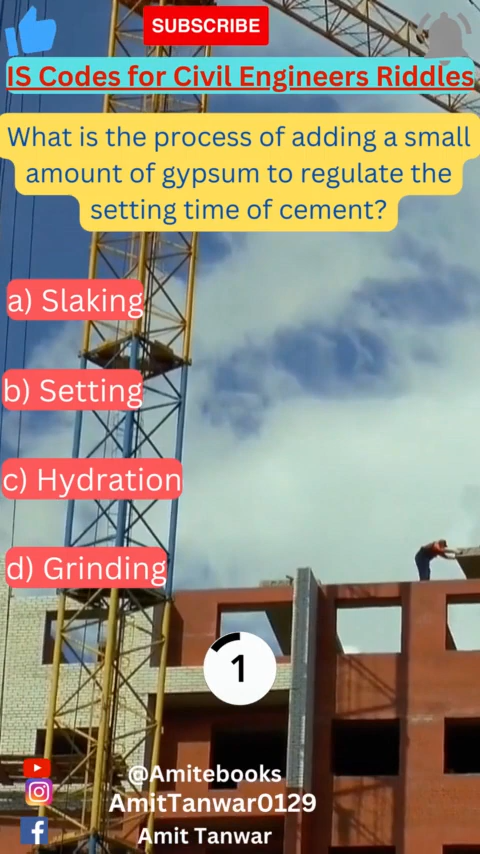 SUBSCRIBE
IS Codes for Civil Engineers Riddles
What is the process of adding a small
amount of gypsum to regulate the
setting time of cement?
a) Slaking
b) Setting
c) Hydration
d) Grinding
1
@Amitebooks
AmitTanwar0129
Amit Tanwar